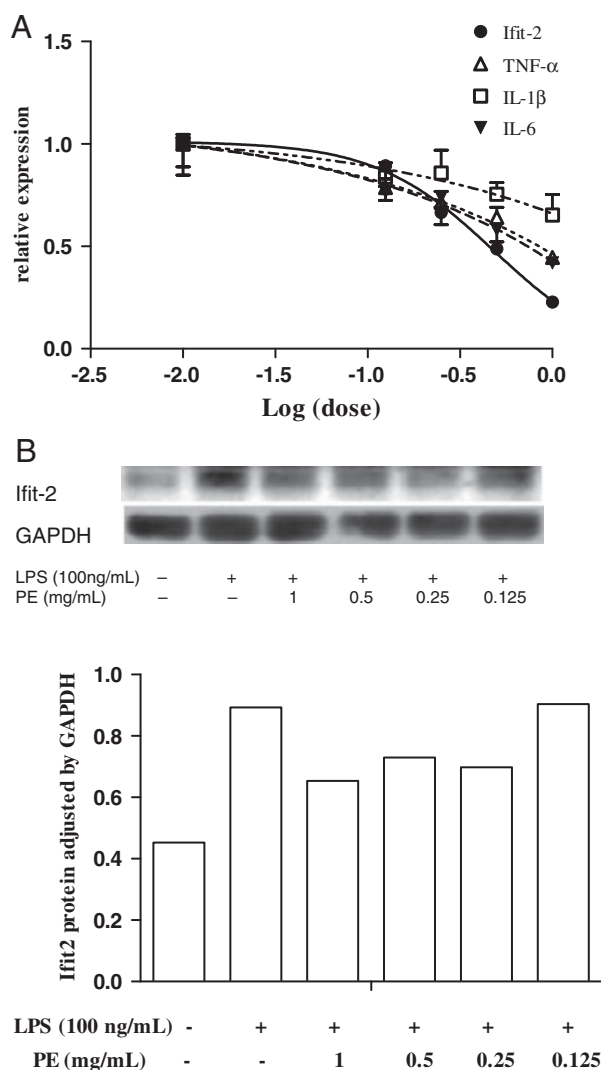 A
Ifit-2
TNF-α
IL-1β
IL-6
relative expression
1.5
1.0
0.5
0.0
-2.5 -2.0 -1.5 -1.0 -0.5 0.0
Log (dose)
B
Ifit-2
GAPDH
LPS (100ng/mL) – + + + + +
PE (mg/mL) – – 1 0.5 0.25 0.125
Ifit2 protein adjusted by GAPDH
1.0
0.8
0.6
0.4
0.2
0.0
LPS (100 ng/mL) - + + + + +
PE (mg/mL) - - 1 0.5 0.25 0.125